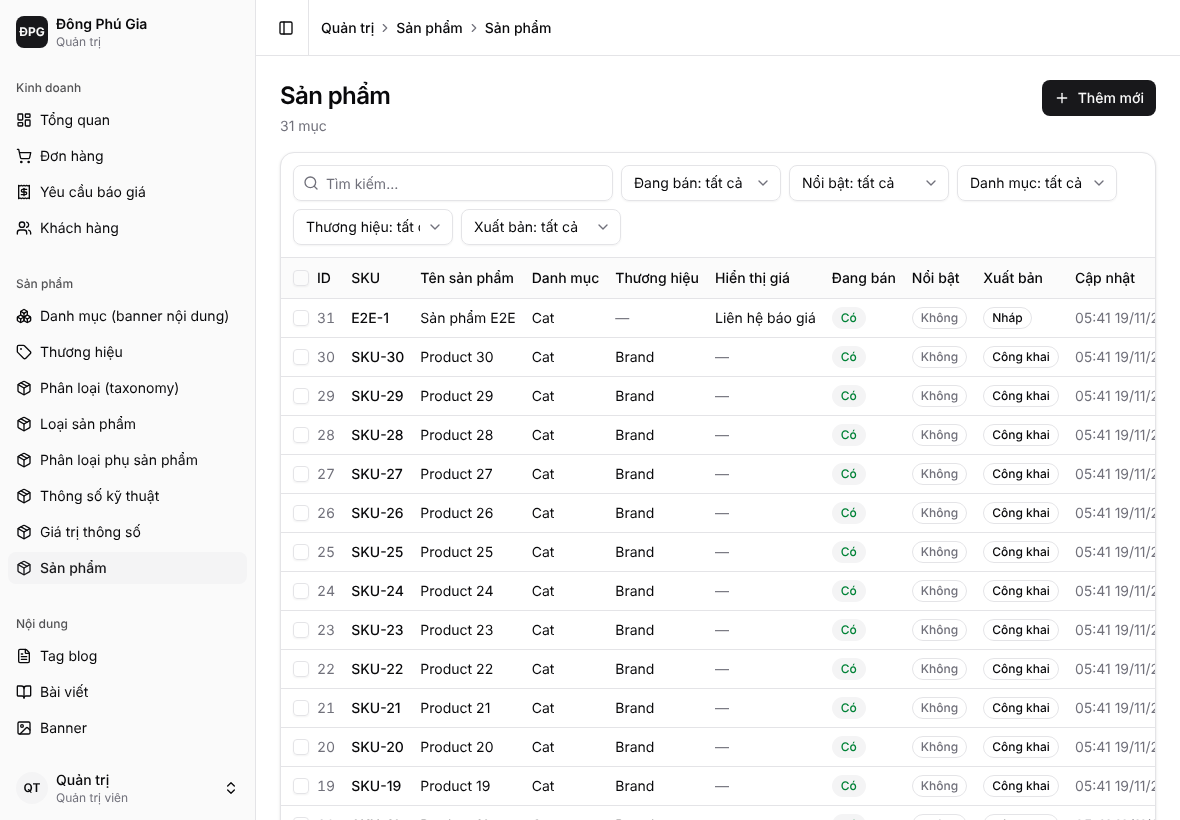 ĐPG
Đông Phú Gia
Quản trị
Kinh doanh
Tổng quan
Đơn hàng
Yêu cầu báo giá
Khách hàng
Sản phẩm
Danh mục (banner nội dung)
Thương hiệu
Phân loại (taxonomy)
Loại sản phẩm
Phân loại phụ sản phẩm
Thông số kỹ thuật
Giá trị thông số
Sản phẩm
Nội dung
Tag blog
Bài viết
Banner
QT
Quản trị
Quản trị viên
Quản trị > Sản phẩm > Sản phẩm
Sản phẩm
31 mục
Thêm mới
Tìm kiếm... Đang bán: tất cả Nổi bật: tất cả Danh mục: tất cả
Thương hiệu: tất Xuất bản: tất cả
ID SKU Tên sản phẩm Danh mục Thương hiệu Hiển thị giá Đang bán Nổi bật Xuất bản Cập nhật
31 E2E-1 Sản phẩm E2E Cat — Liên hệ báo giá Có Không Nháp 05:41 19/11/2
30 SKU-30 Product 30 Cat Brand — Có Không Công khai 05:41 19/11/2
29 SKU-29 Product 29 Cat Brand — Có Không Công khai 05:41 19/11/2
28 SKU-28 Product 28 Cat Brand — Có Không Công khai 05:41 19/11/2
27 SKU-27 Product 27 Cat Brand — Có Không Công khai 05:41 19/11/2
26 SKU-26 Product 26 Cat Brand — Có Không Công khai 05:41 19/11/2
25 SKU-25 Product 25 Cat Brand — Có Không Công khai 05:41 19/11/2
24 SKU-24 Product 24 Cat Brand — Có Không Công khai 05:41 19/11/2
23 SKU-23 Product 23 Cat Brand — Có Không Công khai 05:41 19/11/2
22 SKU-22 Product 22 Cat Brand — Có Không Công khai 05:41 19/11/2
21 SKU-21 Product 21 Cat Brand — Có Không Công khai 05:41 19/11/2
20 SKU-20 Product 20 Cat Brand — Có Không Công khai 05:41 19/11/2
19 SKU-19 Product 19 Cat Brand — Có Không Công khai 05:41 19/11/2